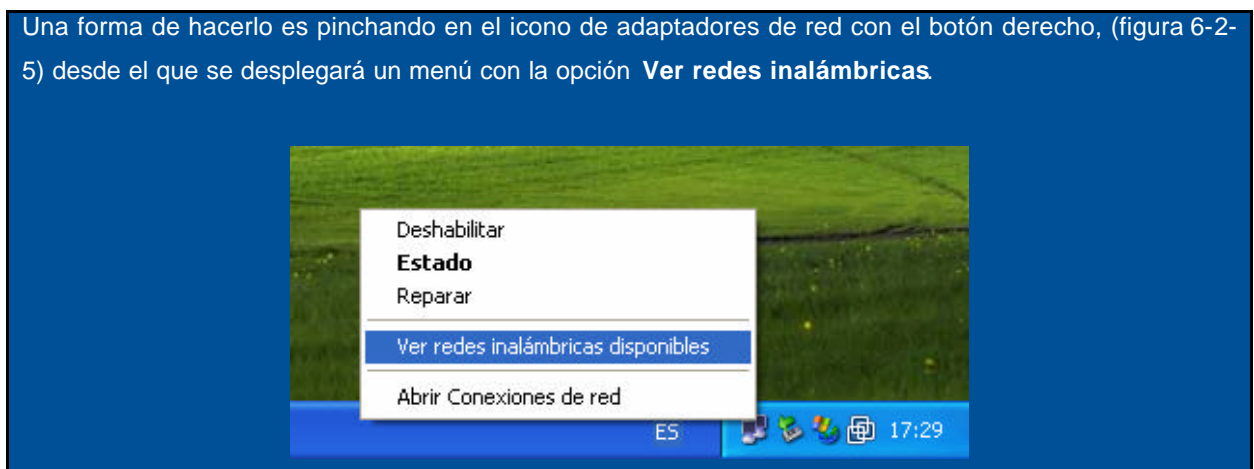 Una forma de hacerlo es pinchando en el icono de adaptadores de red con el botón derecho, (figura 6-2-
5) desde el que se desplegará un menú con la opción Ver redes inalámbricas.
Deshabilitar
Estado
Reparar
Ver redes inalámbricas disponibles
Abrir Conexiones de red
ES 17:29